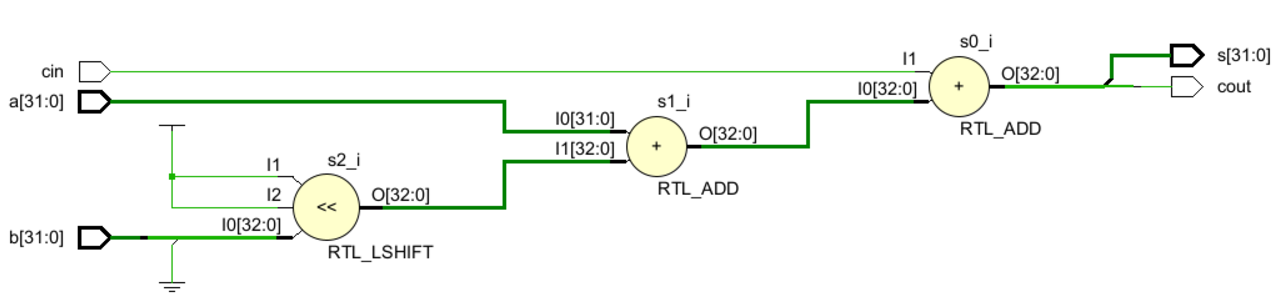 s0_i
I1
cin
I0[32:0]
O[32:0]
+
s[31:0]
cout
RTL_ADD
a[31:0]
s1_i
I0[31:0]
I1[32:0]
O[32:0]
+
RTL_ADD
s2_i
I1
I2
I0[32:0]
O[32:0]
<<
b[31:0]
RTL_LSHIFT